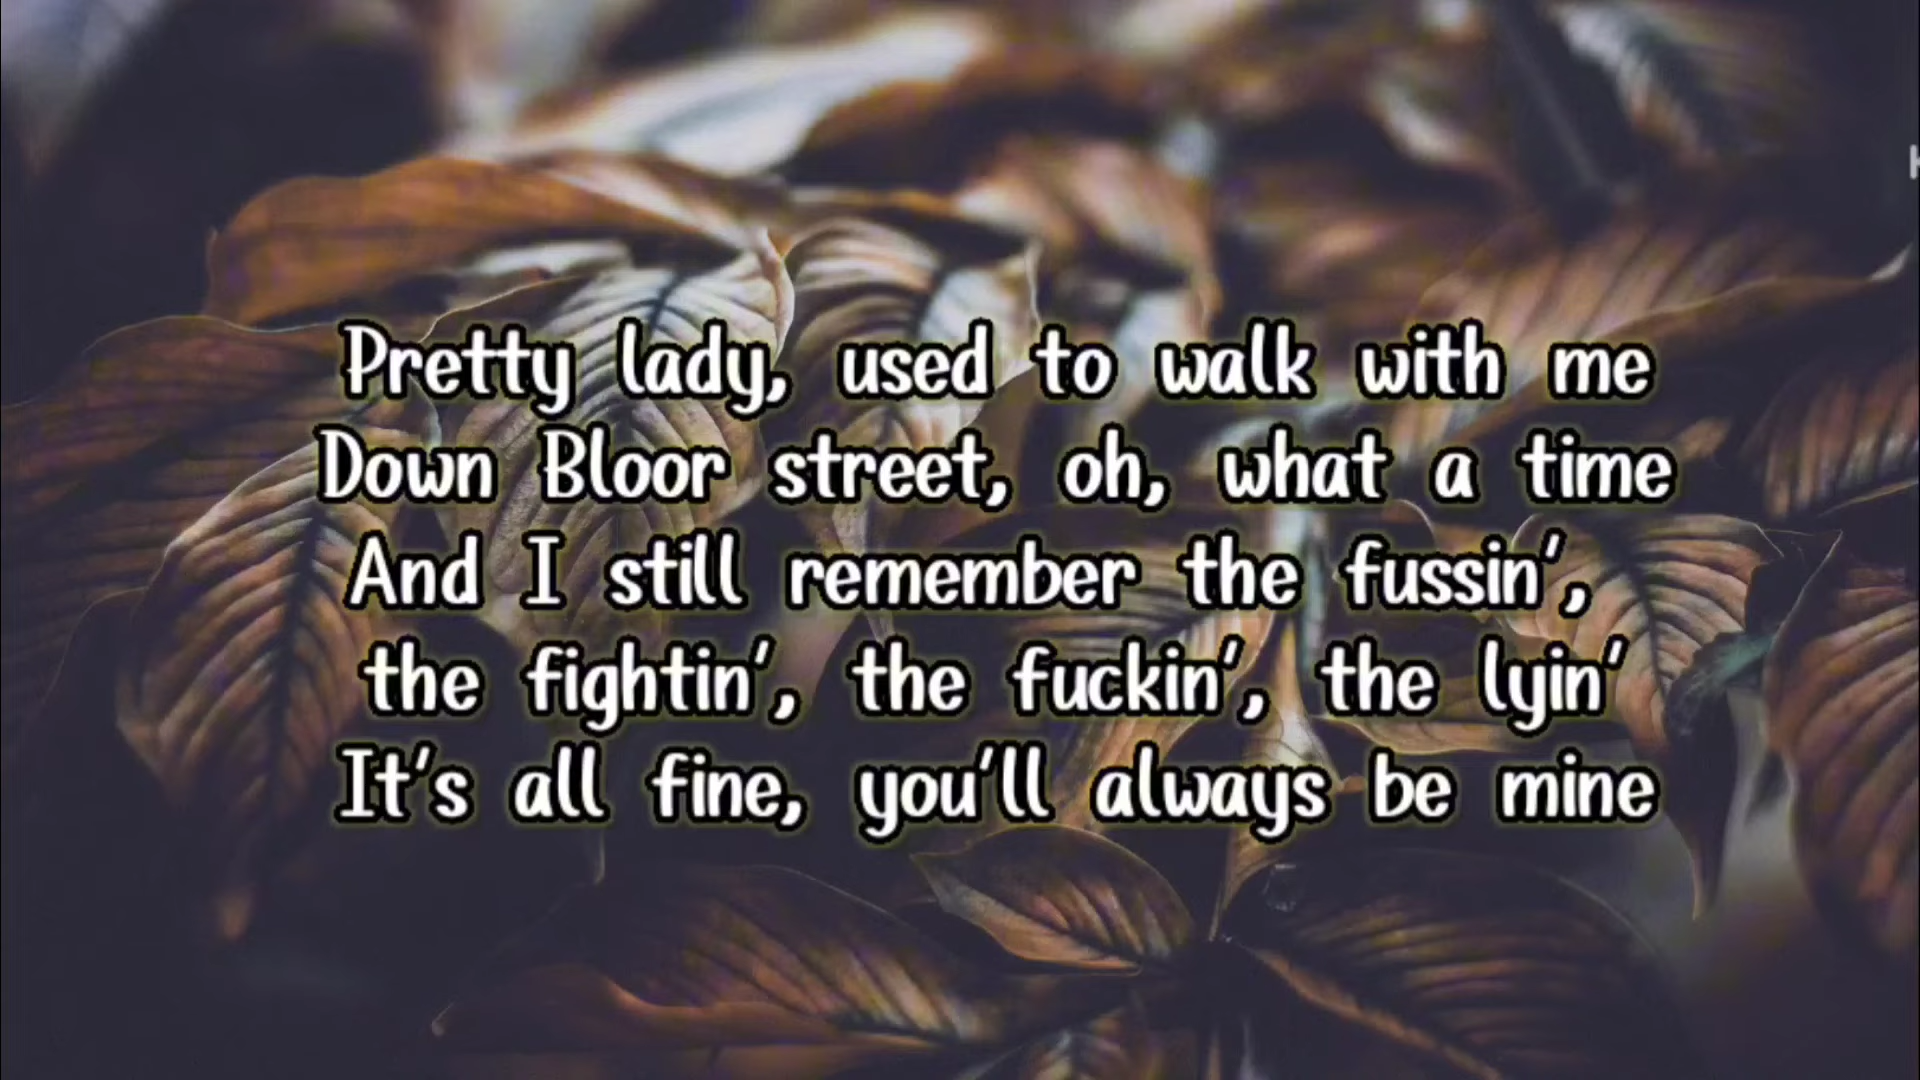 Pretty lady, used to walk with me
Down Bloor street, oh, what a time
And I still remember the fussin',
the fightin', the fuckin', the lyin'
It's all fine, you'll always be mine